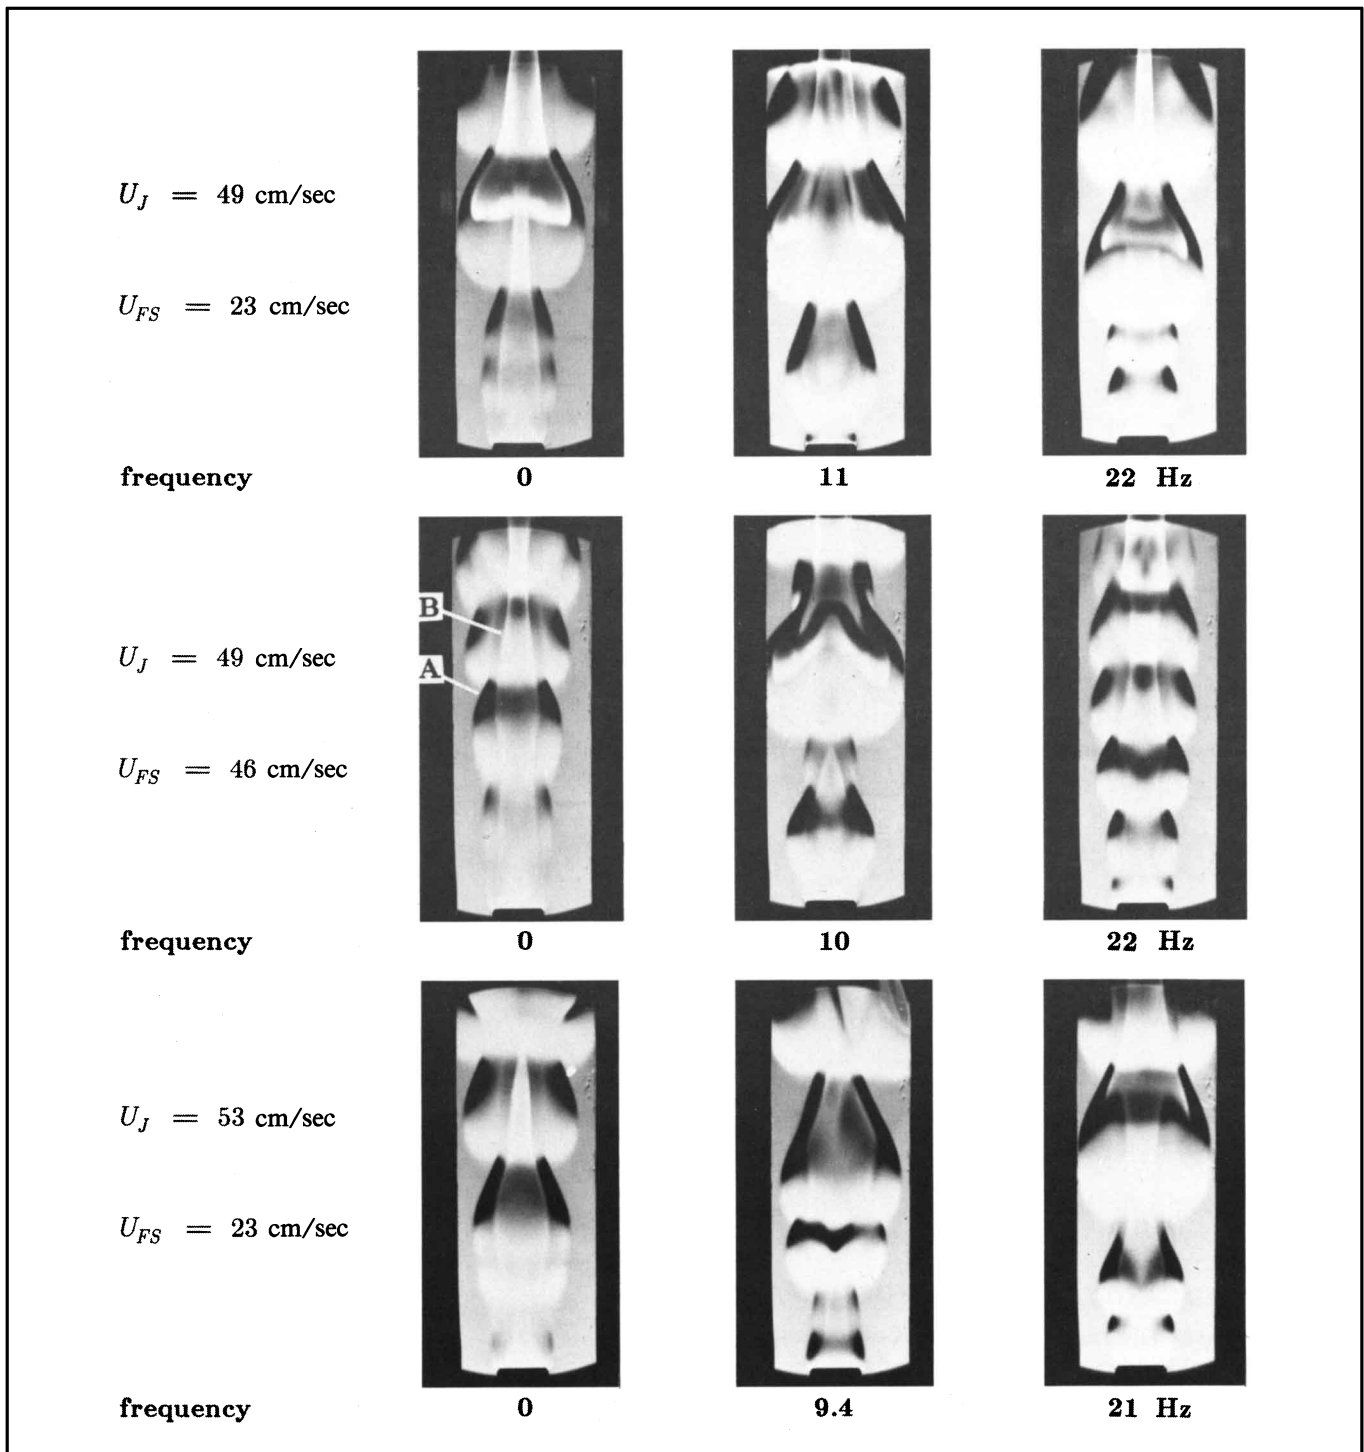 U_J = 49 cm/sec
U_FS = 23 cm/sec
frequency 0 11 22 Hz
B
U_J = 49 cm/sec
A
U_FS = 46 cm/sec
frequency 0 10 22 Hz
U_J = 53 cm/sec
U_FS = 23 cm/sec
frequency 0 9.4 21 Hz